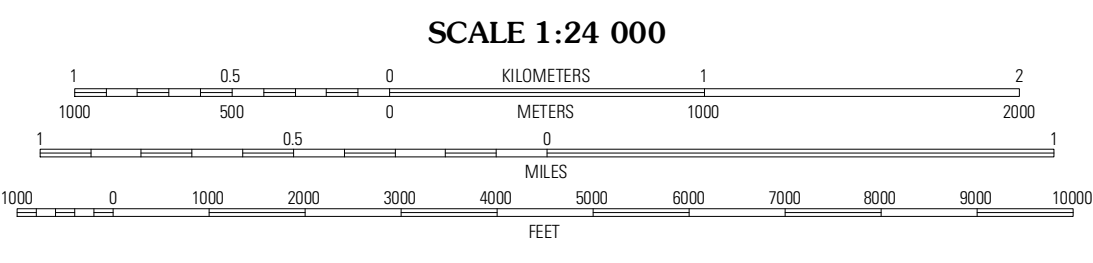 SCALE 1:24 000
1 0.5 0 KILOMETERS 1 2
1000 500 0 METERS 1000 2000
1 0.5 0 1
MILES
1000 0 1000 2000 3000 4000 5000 6000 7000 8000 9000 10000
FEET